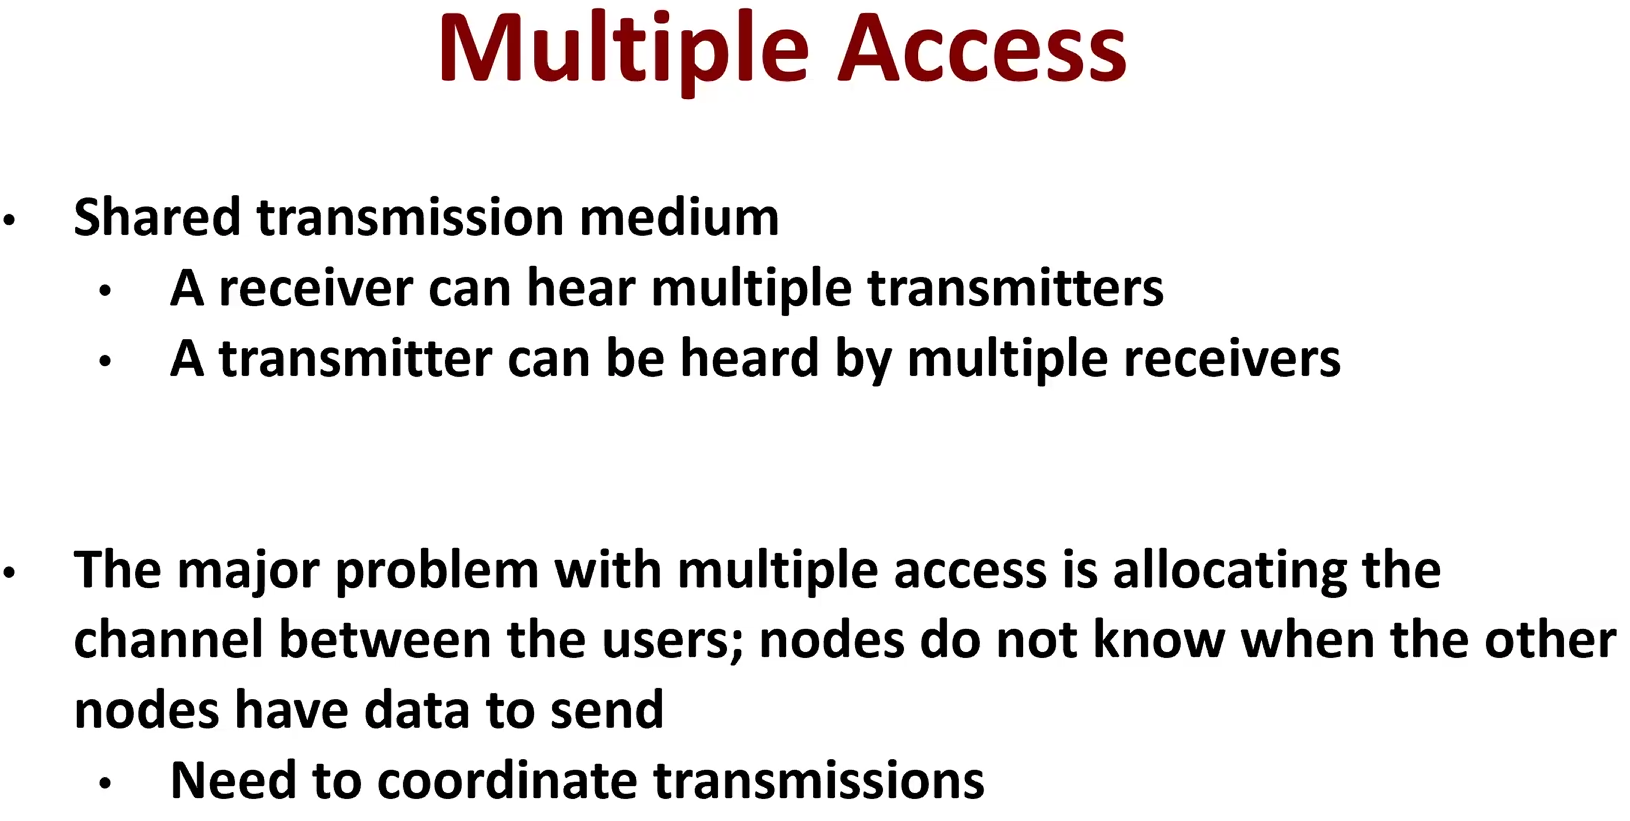 Multiple Access
• Shared transmission medium
• A receiver can hear multiple transmitters
• A transmitter can be heard by multiple receivers
• The major problem with multiple access is allocating the
channel between the users; nodes do not know when the other
nodes have data to send
• Need to coordinate transmissions